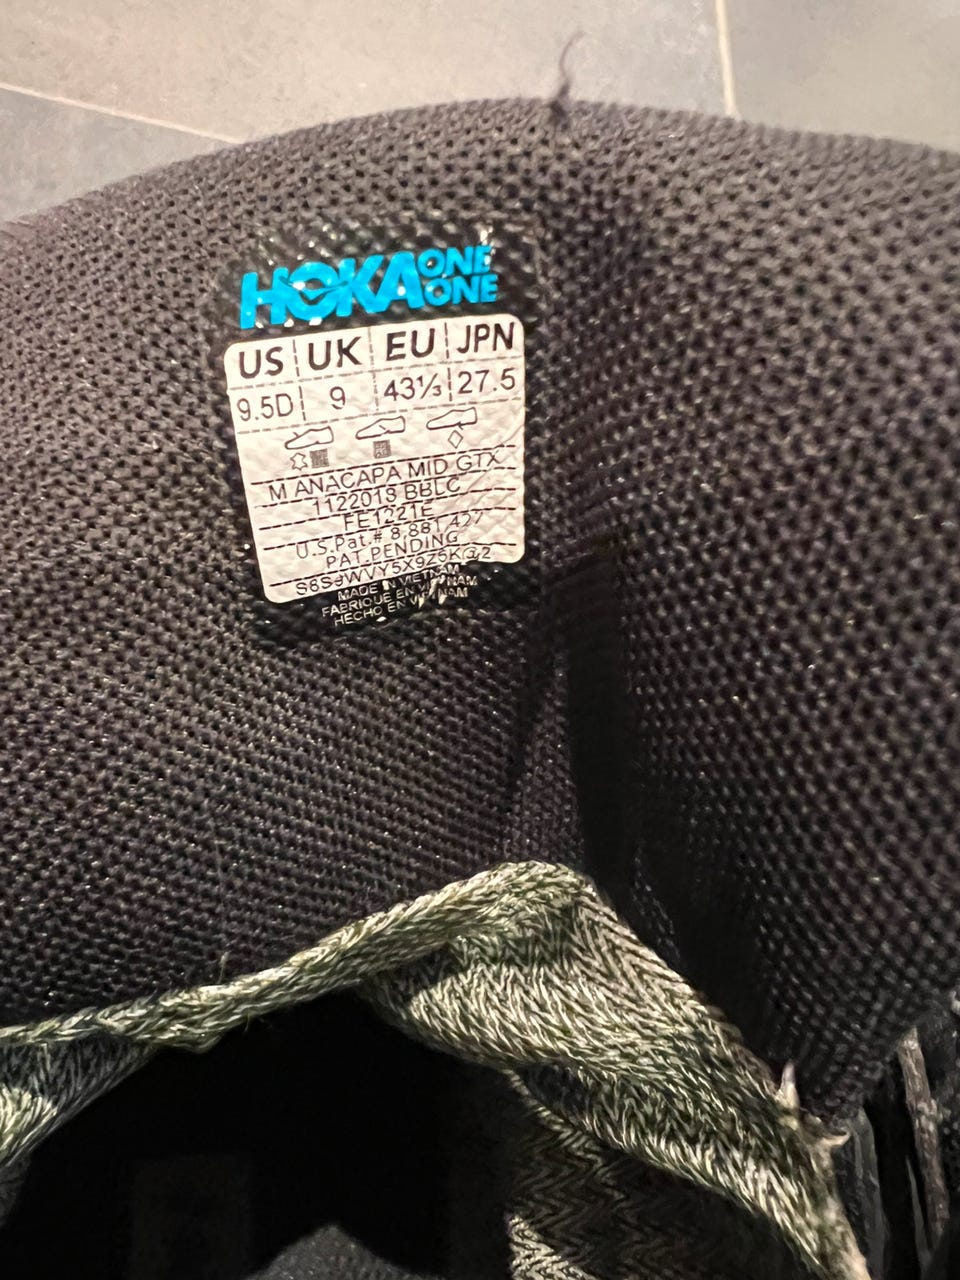 HOKA ONE ONE
US UK EU JPN
9.5D 9 43⅓ 27.5
M ANACAPA MID GTX
1122018 BBLC
FE1221E
U.S.Pat.# 8,881,427
PAT.PENDING
MADE IN VIETNAM
FABRIQUE EN VIETNAM
HECHO EN VIETNAM